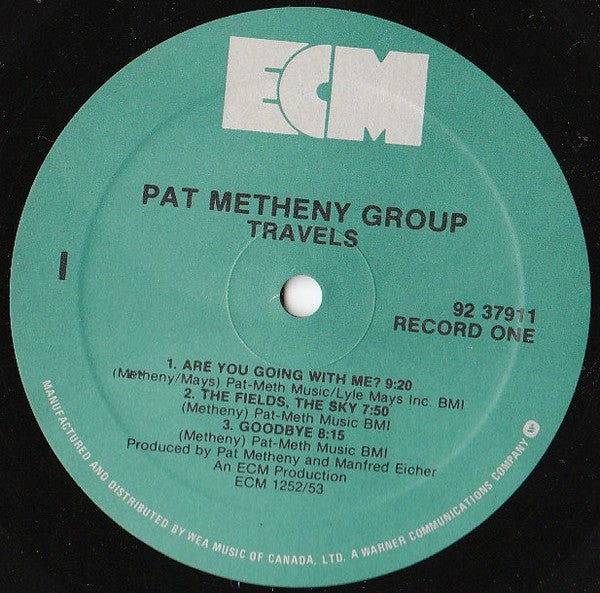 ECM
PAT METHENY GROUP
TRAVELS
I
92 37911
RECORD ONE
1. ARE YOU GOING WITH ME? 9:20
(Metheny/Mays) Pat-Meth Music/Lyle Mays Inc. BMI
2. THE FIELDS, THE SKY 7:50
(Metheny) Pat-Meth Music BMI
3. GOODBYE 8:15
(Metheny) Pat-Meth Music BMI
Produced by Pat Metheny and Manfred Eicher
An ECM Production
ECM 1252/53
MANUFACTURED AND DISTRIBUTED BY WEA MUSIC OF CANADA, LTD. A WARNER COMMUNICATIONS COMPANY